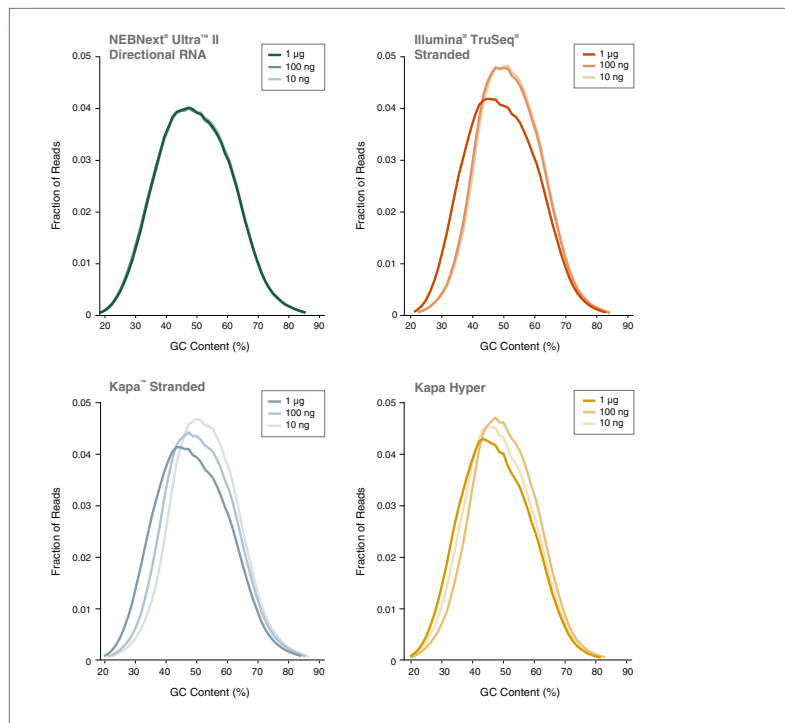 NEBNext® Ultra™ II
Directional RNA
1 µg
100 ng
10 ng
0.05
0.04
0.03
0.02
0.01
0
Fraction of Reads
20 30 40 50 60 70 80 90
GC Content (%)
Illumina® TruSeq®
Stranded
1 µg
100 ng
10 ng
0.05
0.04
0.03
0.02
0.01
0
Fraction of Reads
20 30 40 50 60 70 80 90
GC Content (%)
Kapa™ Stranded
1 µg
100 ng
10 ng
0.05
0.04
0.03
0.02
0.01
0
Fraction of Reads
20 30 40 50 60 70 80 90
GC Content (%)
Kapa Hyper
1 µg
100 ng
10 ng
0.05
0.04
0.03
0.02
0.01
0
Fraction of Reads
20 30 40 50 60 70 80 90
GC Content (%)